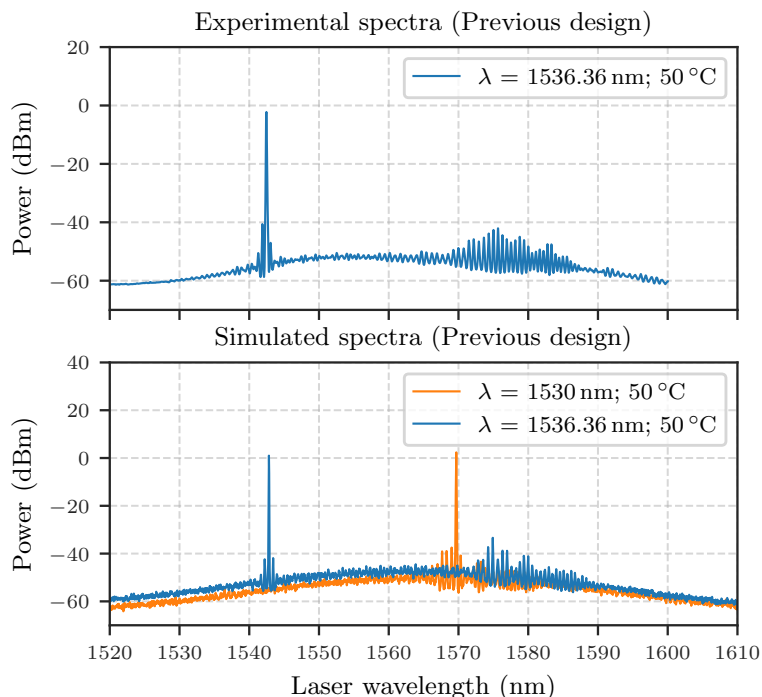 Experimental spectra (Previous design)
20
0
−20
−40
−60
Power (dBm)
λ = 1536.36 nm; 50 °C
Simulated spectra (Previous design)
40
20
0
−20
−40
−60
Power (dBm)
λ = 1530 nm; 50 °C
λ = 1536.36 nm; 50 °C
1520 1530 1540 1550 1560 1570 1580 1590 1600 1610
Laser wavelength (nm)